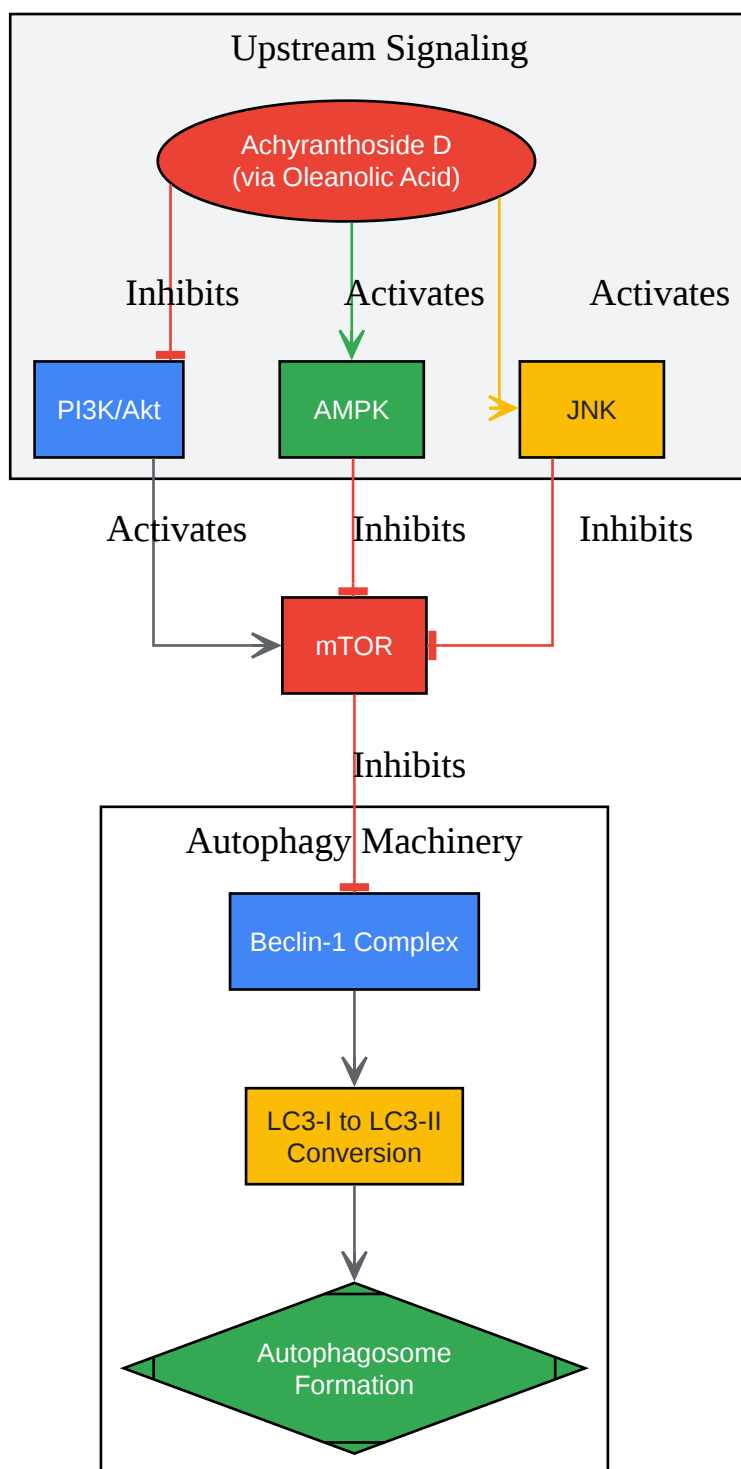 Upstream Signaling
Achyranthoside D
(via Oleanolic Acid)
Inhibits
Activates
Activates
PI3K/Akt
AMPK
JNK
Activates
Inhibits
Inhibits
mTOR
Inhibits
Autophagy Machinery
Beclin-1 Complex
LC3-I to LC3-II
Conversion
Autophagosome
Formation